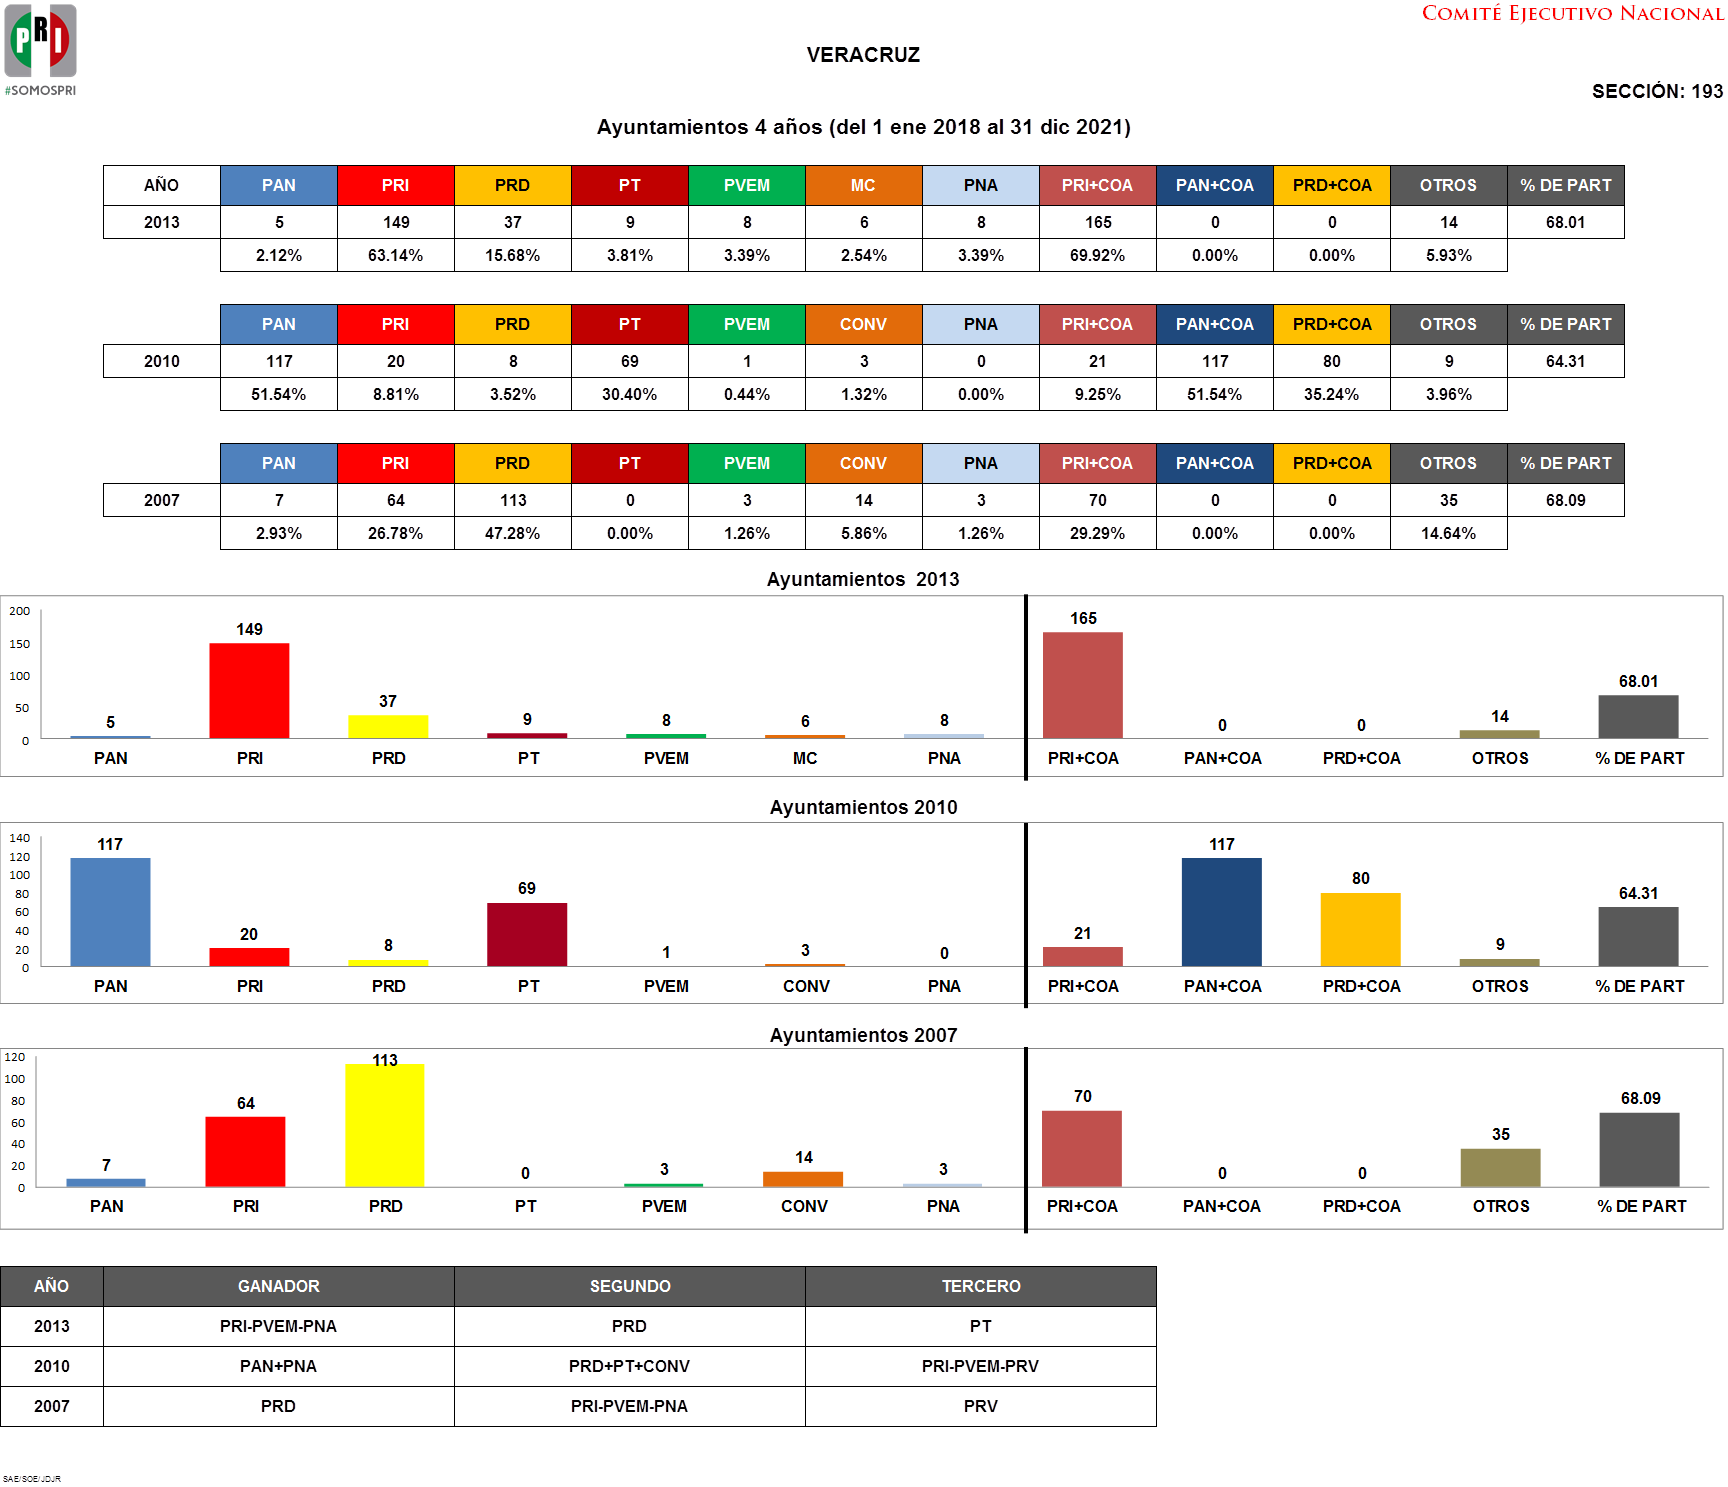 PRI
#SOMOSPRI
COMITÉ EJECUTIVO NACIONAL
VERACRUZ
SECCIÓN: 193
Ayuntamientos 4 años (del 1 ene 2018 al 31 dic 2021)
AÑO PAN PRI PRD PT PVEM MC PNA PRI+COA PAN+COA PRD+COA OTROS % DE PART
2013 5 149 37 9 8 6 8 165 0 0 14 68.01
2.12% 63.14% 15.68% 3.81% 3.39% 2.54% 3.39% 69.92% 0.00% 0.00% 5.93%
PAN PRI PRD PT PVEM CONV PNA PRI+COA PAN+COA PRD+COA OTROS % DE PART
2010 117 20 8 69 1 3 0 21 117 80 9 64.31
51.54% 8.81% 3.52% 30.40% 0.44% 1.32% 0.00% 9.25% 51.54% 35.24% 3.96%
PAN PRI PRD PT PVEM CONV PNA PRI+COA PAN+COA PRD+COA OTROS % DE PART
2007 7 64 113 0 3 14 3 70 0 0 35 68.09
2.93% 26.78% 47.28% 0.00% 1.26% 5.86% 1.26% 29.29% 0.00% 0.00% 14.64%
Ayuntamientos 2013
200
150
100
50
0
5 149 37 9 8 6 8 165 0 0 14 68.01
PAN PRI PRD PT PVEM MC PNA PRI+COA PAN+COA PRD+COA OTROS % DE PART
Ayuntamientos 2010
140
120
100
80
60
40
20
0
117 20 8 69 1 3 0 21 117 80 9 64.31
PAN PRI PRD PT PVEM CONV PNA PRI+COA PAN+COA PRD+COA OTROS % DE PART
Ayuntamientos 2007
120
100
80
60
40
20
0
7 64 113 0 3 14 3 70 0 0 35 68.09
PAN PRI PRD PT PVEM CONV PNA PRI+COA PAN+COA PRD+COA OTROS % DE PART
AÑO GANADOR SEGUNDO TERCERO
2013 PRI-PVEM-PNA PRD PT
2010 PAN+PNA PRD+PT+CONV PRI-PVEM-PRV
2007 PRD PRI-PVEM-PNA PRV
SAE/SOE/JDJR